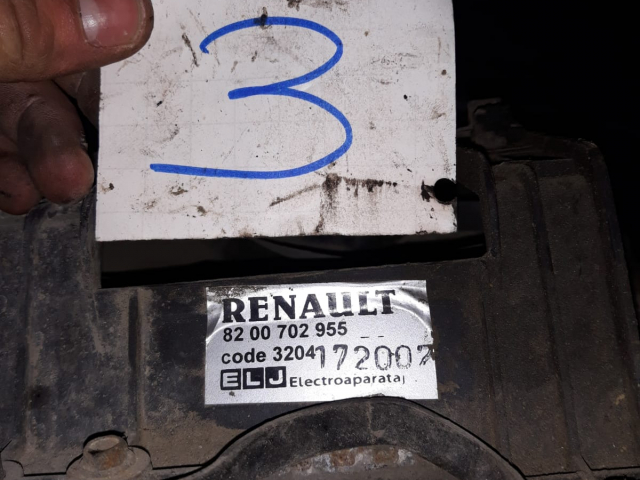 3
RENAULT
82 00 702 955 _ _
code 3204 172007
ELJ Electroaparataj